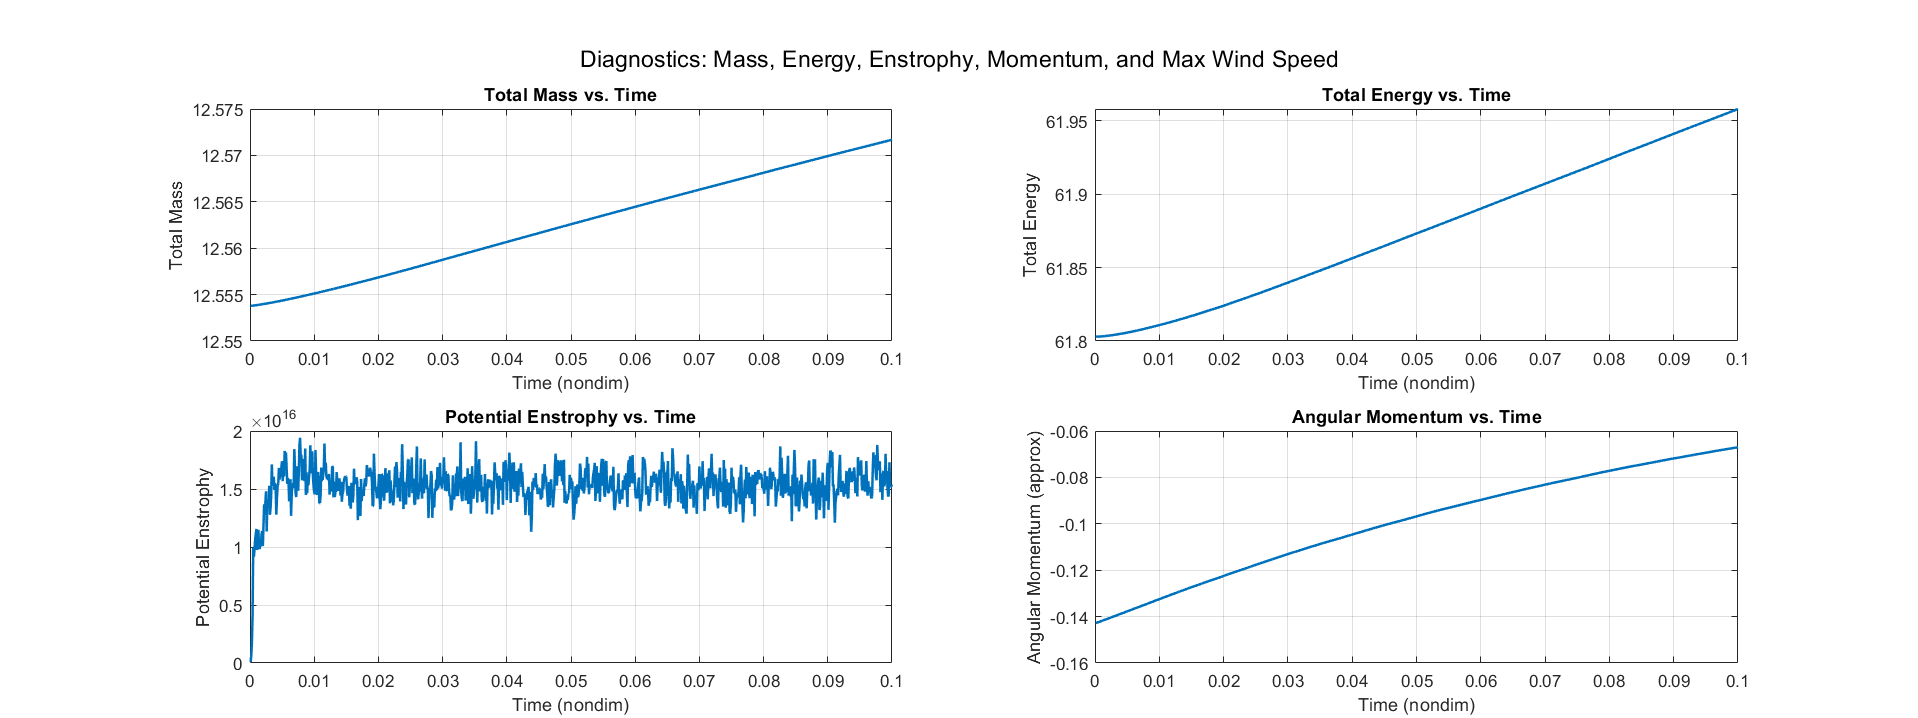 Diagnostics: Mass, Energy, Enstrophy, Momentum, and Max Wind Speed
Total Mass vs. Time
12.575
12.57
12.565
12.56
12.555
12.55
Total Mass
0 0.01 0.02 0.03 0.04 0.05 0.06 0.07 0.08 0.09 0.1
Time (nondim)
Total Energy vs. Time
61.95
61.9
61.85
61.8
Total Energy
0 0.01 0.02 0.03 0.04 0.05 0.06 0.07 0.08 0.09 0.1
Time (nondim)
Potential Enstrophy vs. Time
×10^16
2
1.5
1
0.5
0
Potential Enstrophy
0 0.01 0.02 0.03 0.04 0.05 0.06 0.07 0.08 0.09 0.1
Time (nondim)
Angular Momentum vs. Time
-0.06
-0.08
-0.1
-0.12
-0.14
-0.16
Angular Momentum (approx)
0 0.01 0.02 0.03 0.04 0.05 0.06 0.07 0.08 0.09 0.1
Time (nondim)